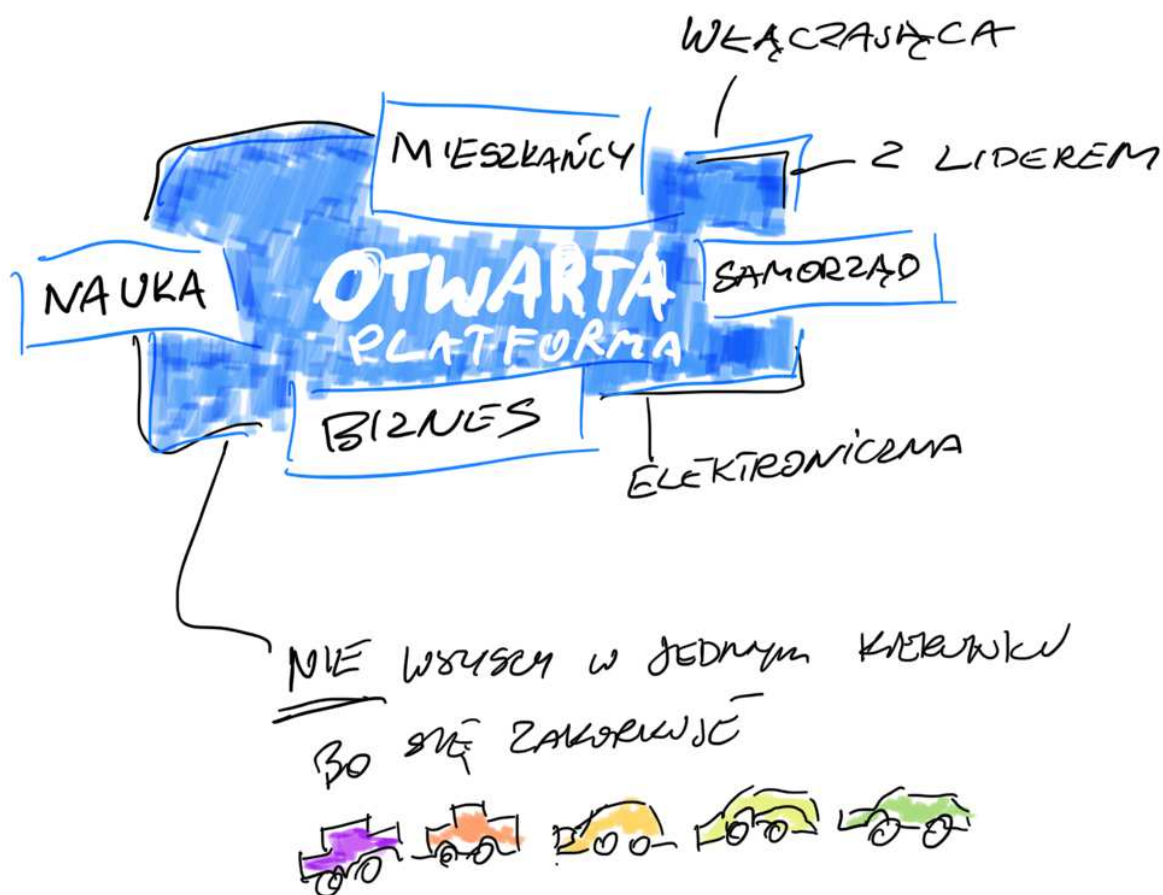 WŁĄCZAJĄCA
MIESZKAŃCY
Z LIDEREM
NAUKA
OTWARTA
PLATFORMA
SAMORZĄD
BIZNES
ELEKTRONICZNA
NIE WSZYSCY W JEDNYM KIERUNKU
BO SIĘ ZAKORKUJE